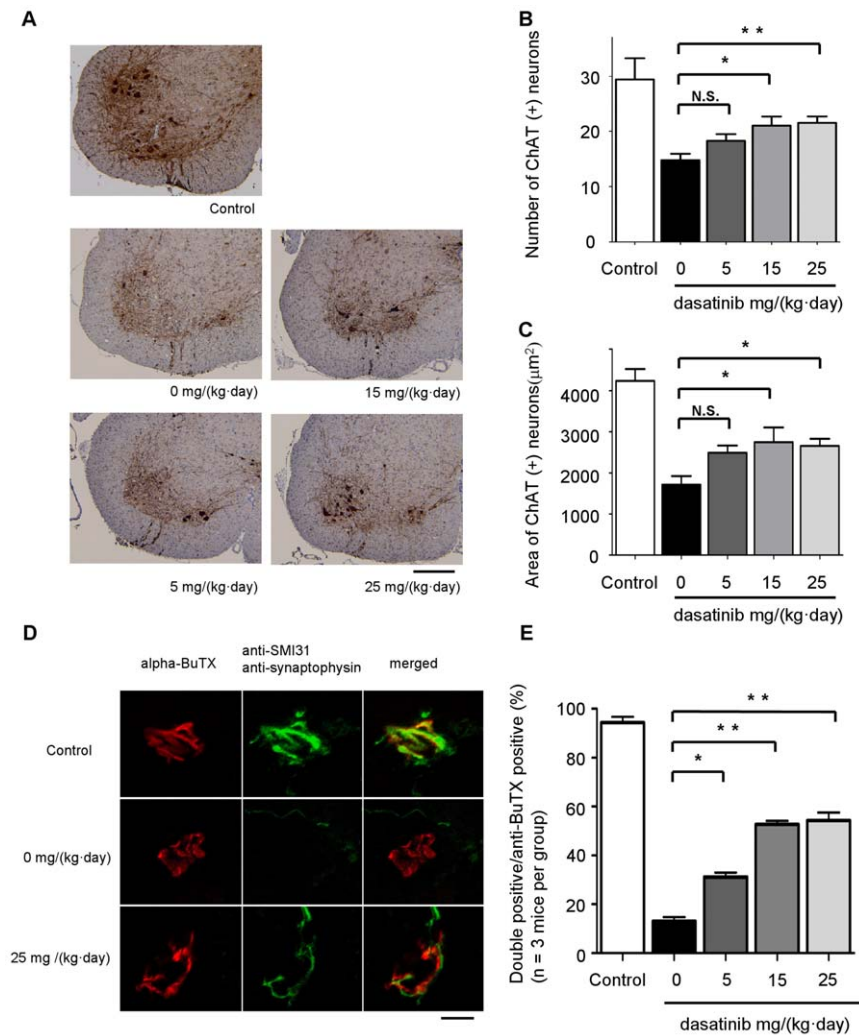 A
Control
0 mg/(kg·day)
15 mg/(kg·day)
5 mg/(kg·day)
25 mg/(kg·day)
B
Number of ChAT (+) neurons
30
20
10
0
* *
*
N.S.
Control 0 5 15 25
dasatinib mg/(kg·day)
C
Area of ChAT (+) neurons(μm²)
4000
3000
2000
1000
0
*
*
N.S.
Control 0 5 15 25
dasatinib mg/(kg·day)
D
alpha-BuTX
anti-SMI31
anti-synaptophysin
merged
Control
0 mg/(kg·day)
25 mg /(kg·day)
E
Double positive/anti-BuTX positive (%)
(n = 3 mice per group)
100
80
60
40
20
0
* *
* *
*
Control 0 5 15 25
dasatinib mg/(kg·day)